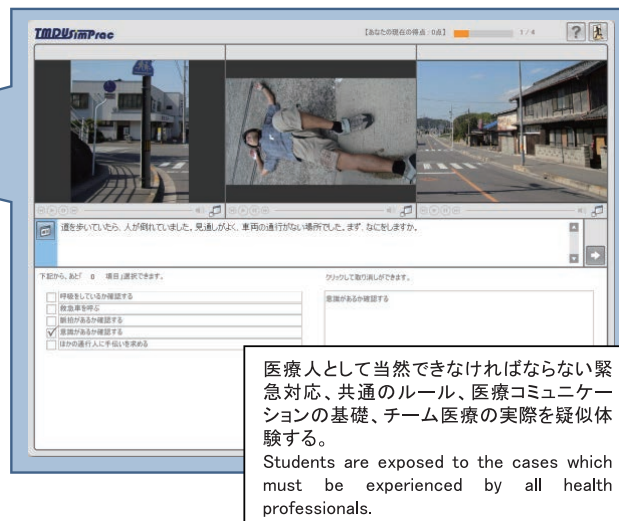 TMDUsimPrac
【あなたの現在の得点:0点】
1/4
?
道を歩いていたら、人が倒れていました。見通しがよく、車両の通行がない場所でした。まず、なにをしますか。
下記から、あと「 0 項目」選択できます。
クリックして取り消しができます。
呼吸をしているか確認する
救急車を呼ぶ
脈拍があるか確認する
意識があるか確認する
ほかの通行人に手伝いを求める
意識があるか確認する
医療人として当然できなければならない緊
急対応、共通のルール、医療コミュニケー
ションの基礎、チーム医療の実際を疑似体
験する。
Students are exposed to the cases which
must be experienced by all health
professionals.